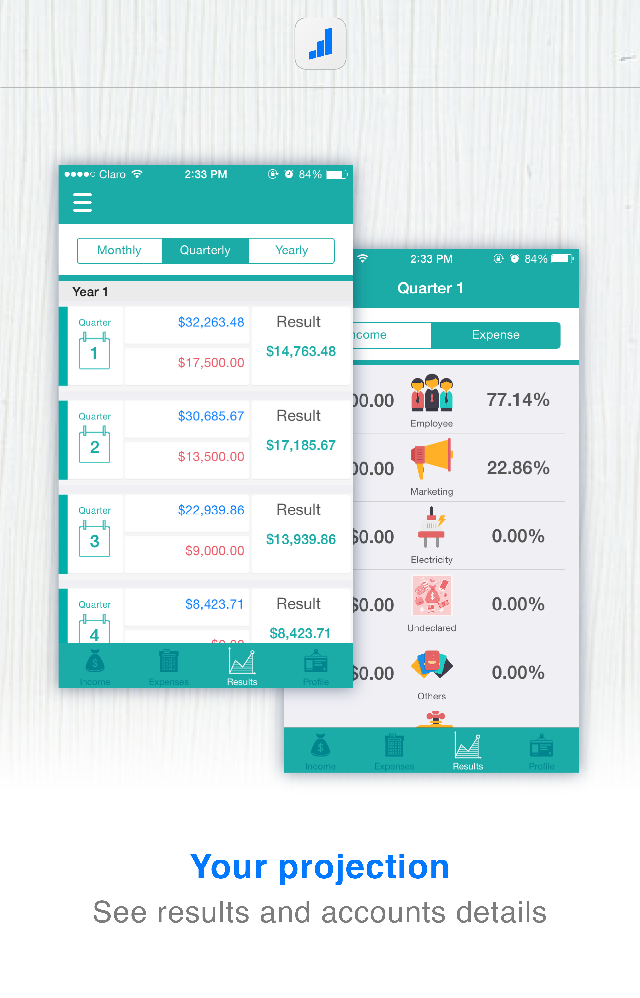 Claro 2:33 PM 84%
Monthly Quarterly Yearly
Year 1
Quarter
1
$32,263.48
$17,500.00
Result
$14,763.48
Quarter
2
$30,685.67
$13,500.00
Result
$17,185.67
Quarter
3
$22,939.86
$9,000.00
Result
$13,939.86
Quarter
4
$8,423.71
$0.00
Result
$8,423.71
Income Expenses Results Profile
2:33 PM 84%
Quarter 1
come Expense
00.00 77.14%
Employee
00.00 22.86%
Marketing
$0.00 0.00%
Electricity
$0.00 0.00%
Undeclared
$0.00 0.00%
Others
Income Expenses Results Profile
Your projection
See results and accounts details